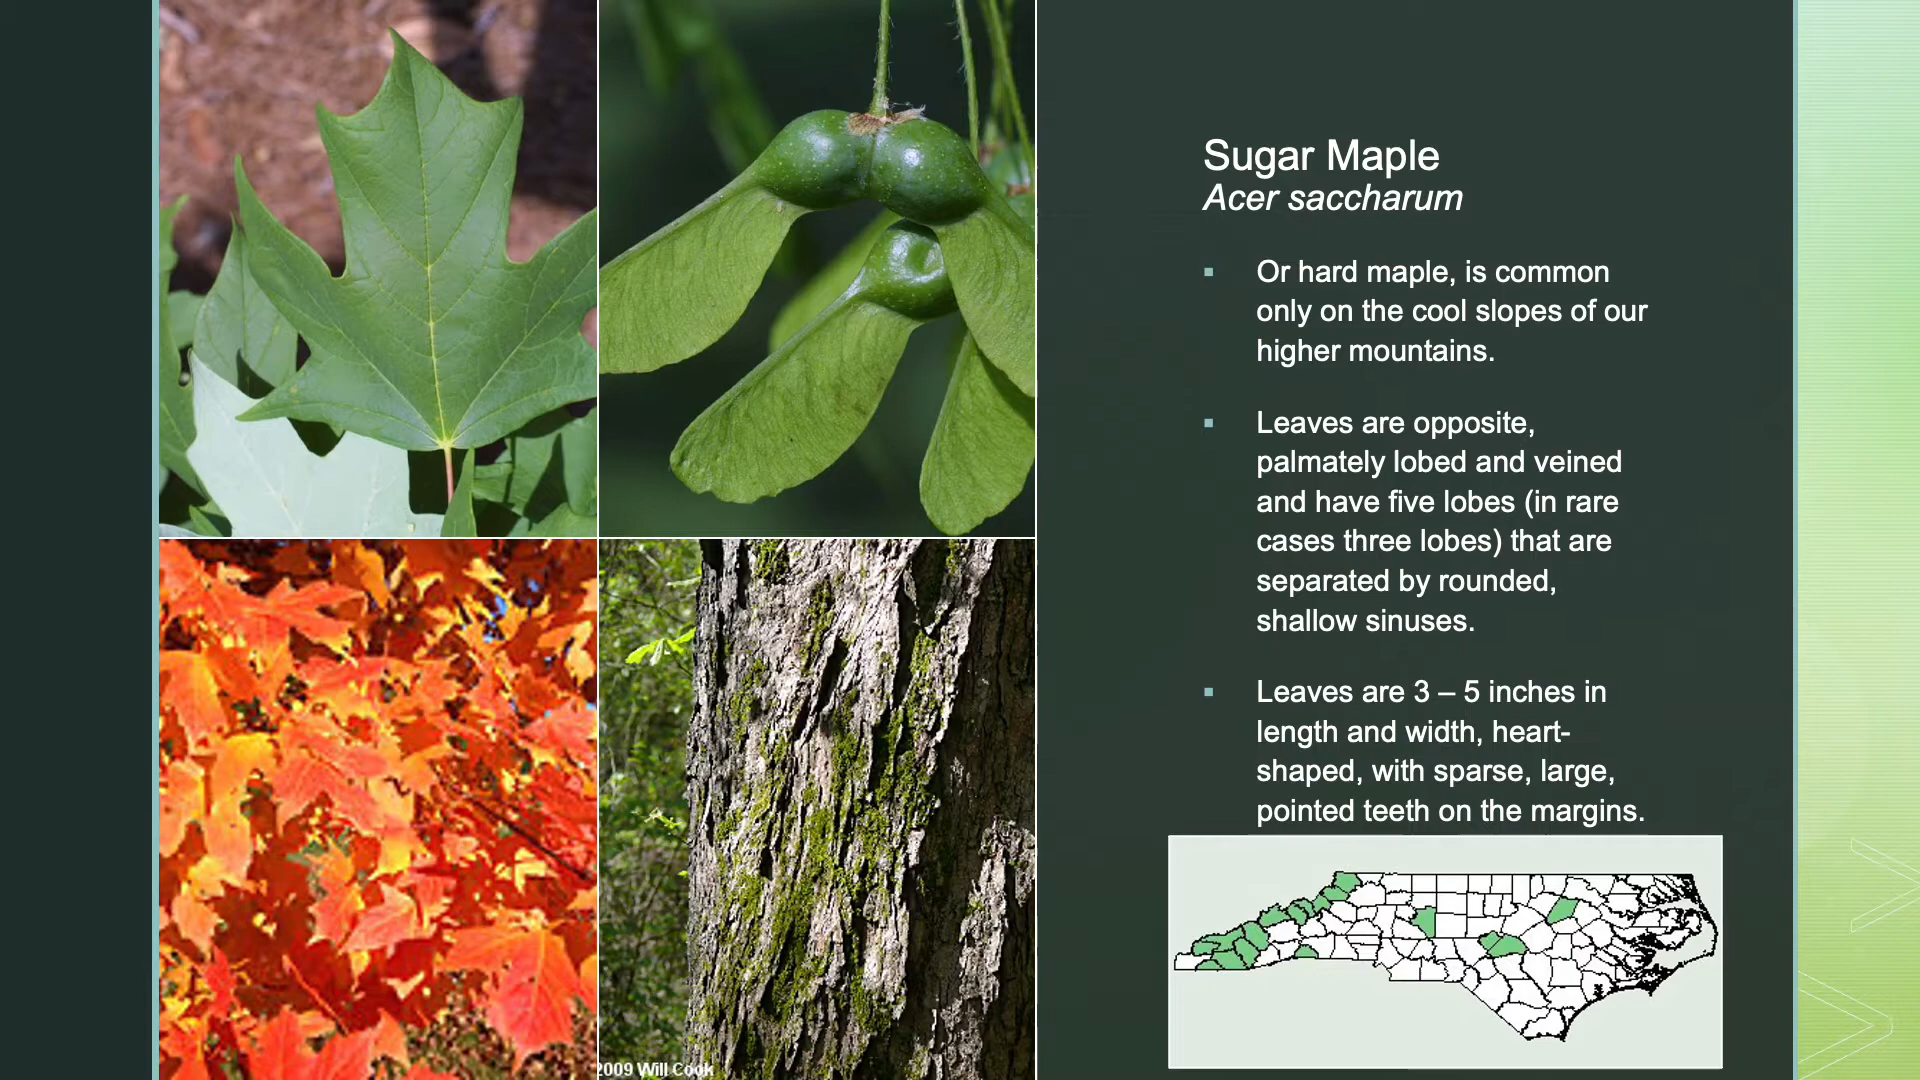 Sugar Maple
Acer saccharum
Or hard maple, is common
only on the cool slopes of our
higher mountains.
Leaves are opposite,
palmately lobed and veined
and have five lobes (in rare
cases three lobes) that are
separated by rounded,
shallow sinuses.
Leaves are 3 – 5 inches in
length and width, heart-
shaped, with sparse, large,
pointed teeth on the margins.
2009 Will Cook